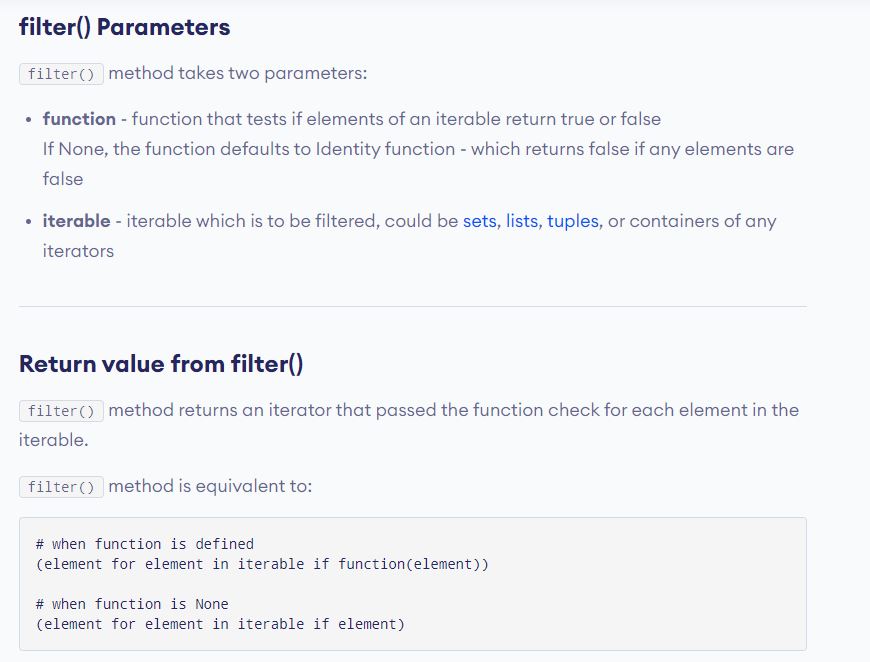 filter() Parameters
filter() method takes two parameters:
• function - function that tests if elements of an iterable return true or false
If None, the function defaults to Identity function - which returns false if any elements are
false
• iterable - iterable which is to be filtered, could be sets, lists, tuples, or containers of any
iterators
Return value from filter()
filter() method returns an iterator that passed the function check for each element in the
iterable.
filter() method is equivalent to:
# when function is defined
(element for element in iterable if function(element))
# when function is None
(element for element in iterable if element)